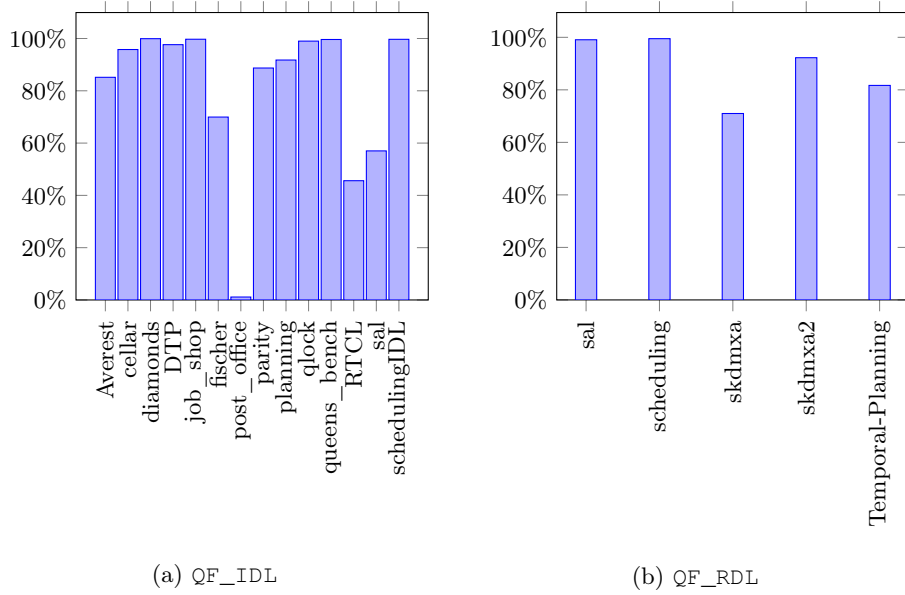 100%
80%
60%
40%
20%
0%
Averest
cellar
diamonds
DTP
job_shop
fischer
post_office
parity
planning
qlock
queens_bench
RTCL
sal
schedulingIDL
(a) QF_IDL
100%
80%
60%
40%
20%
0%
sal
scheduling
skdmxa
skdmxa2
Temporal-Planning
(b) QF_RDL